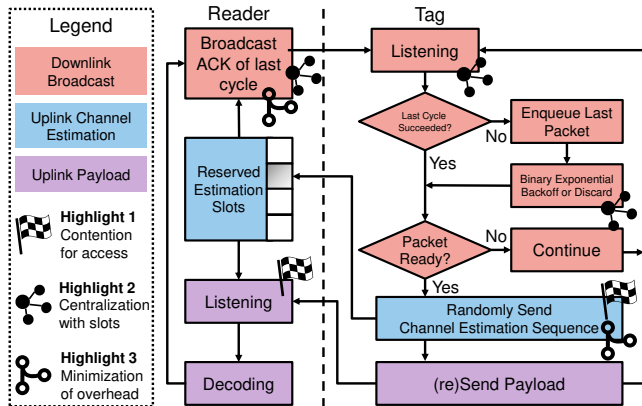 Legend
Downlink
Broadcast
Uplink Channel
Estimation
Uplink Payload
Highlight 1
Contention
for access
Highlight 2
Centralization
with slots
Highlight 3
Minimization
of overhead
Reader
Broadcast
ACK of last
cycle
Reserved
Estimation
Slots
Listening
Decoding
Tag
Listening
Last Cycle
Succeeded?
No
Enqueue Last
Packet
Yes
Binary Exponential
Backoff or Discard
Packet
Ready?
No
Continue
Yes
Randomly Send
Channel Estimation Sequence
(re)Send Payload